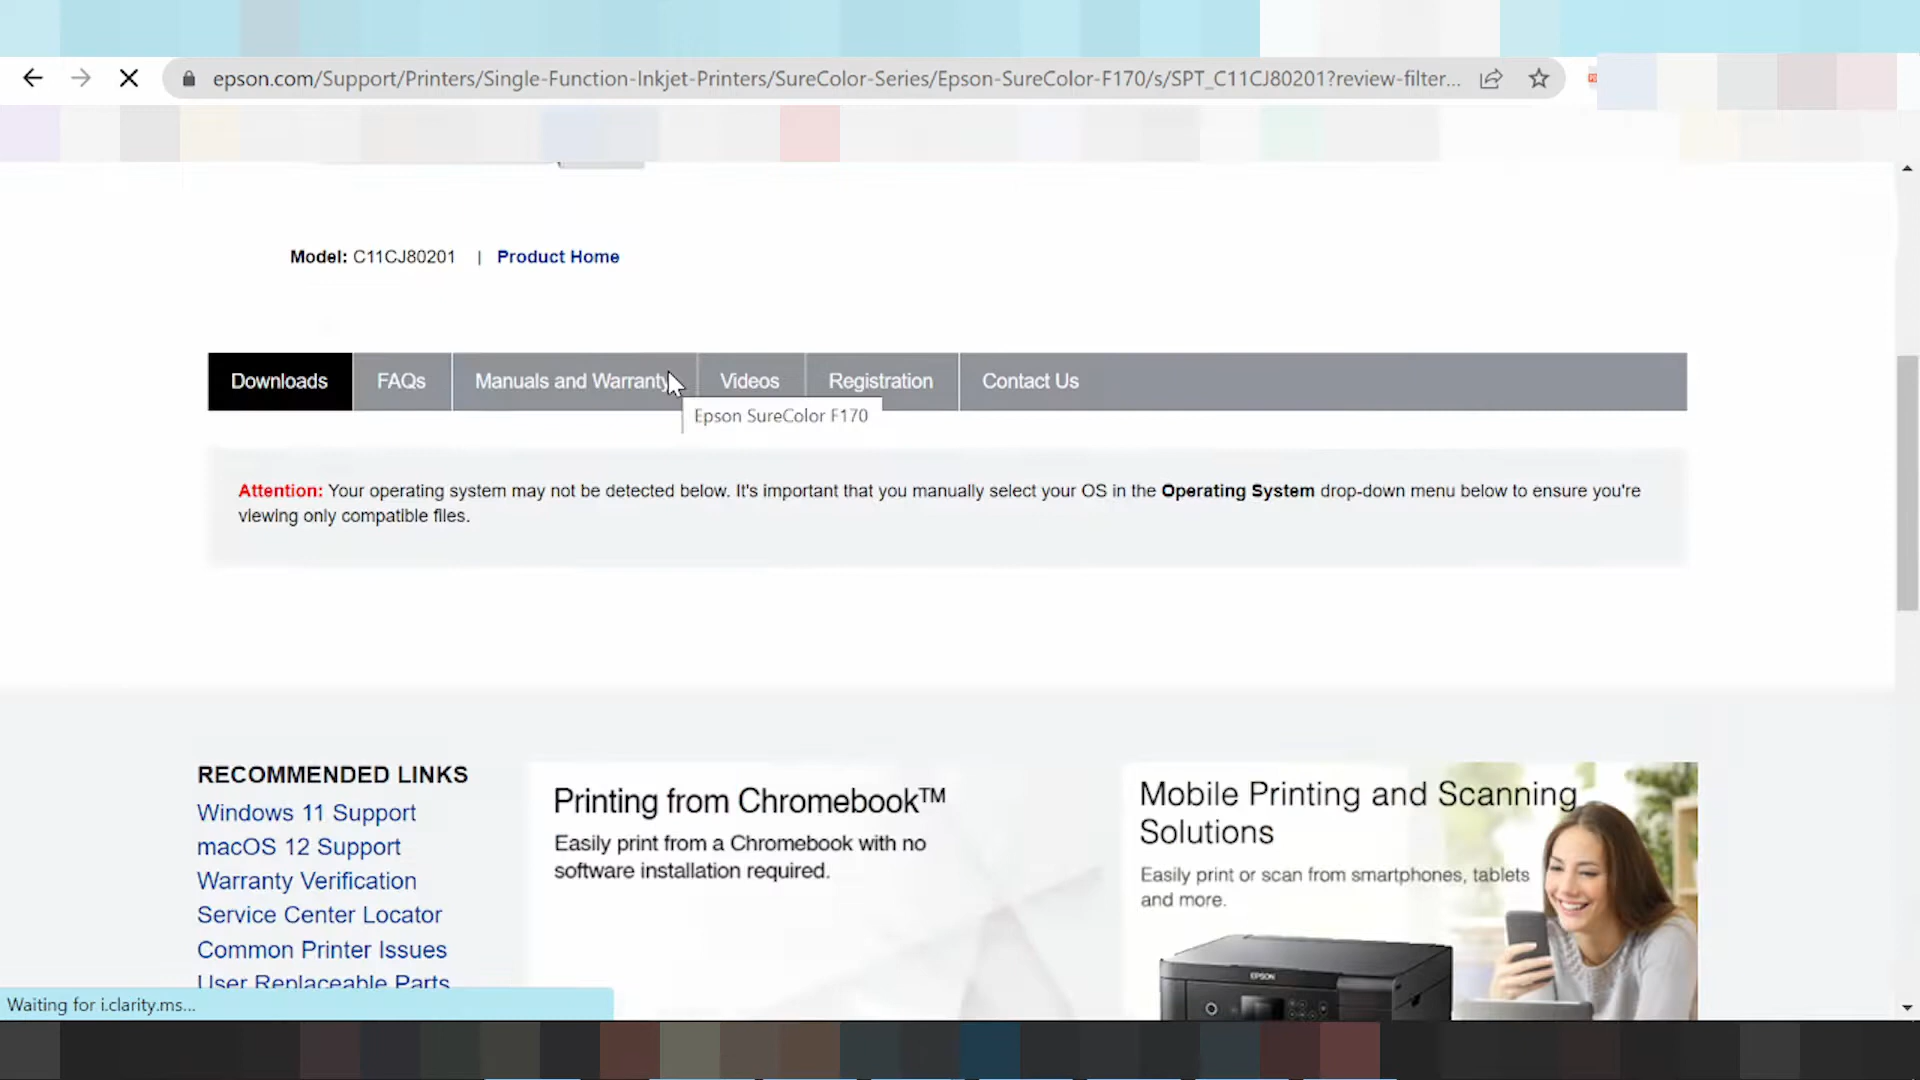 epson.com/Support/Printers/Single-Function-Inkjet-Printers/SureColor-Series/Epson-SureColor-F170/s/SPT_C11CJ80201?review-filter...
Model: C11CJ80201 | Product Home
Downloads FAQs Manuals and Warranty Videos Registration Contact Us
Epson SureColor F170
Attention: Your operating system may not be detected below. It's important that you manually select your OS in the Operating System drop-down menu below to ensure you're
viewing only compatible files.
RECOMMENDED LINKS
Windows 11 Support
macOS 12 Support
Warranty Verification
Service Center Locator
Common Printer Issues
User Replaceable Parts
Printing from Chromebook™
Easily print from a Chromebook with no
software installation required.
Mobile Printing and Scanning
Solutions
Easily print or scan from smartphones, tablets
and more.
EPSON
Waiting for i.clarity.ms...